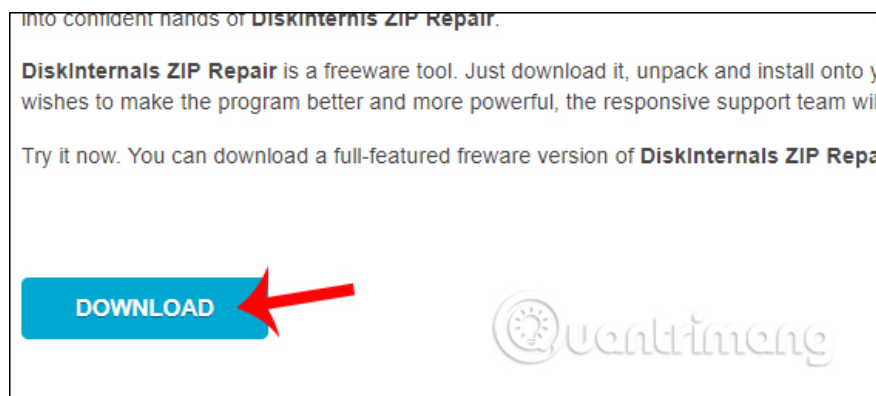 into confident hands of DiskInternls ZIP Repair.
DiskInternals ZIP Repair is a freeware tool. Just download it, unpack and install onto y
wishes to make the program better and more powerful, the responsive support team wil
Try it now. You can download a full-featured freware version of DiskInternals ZIP Repa
DOWNLOAD
Quantrimang